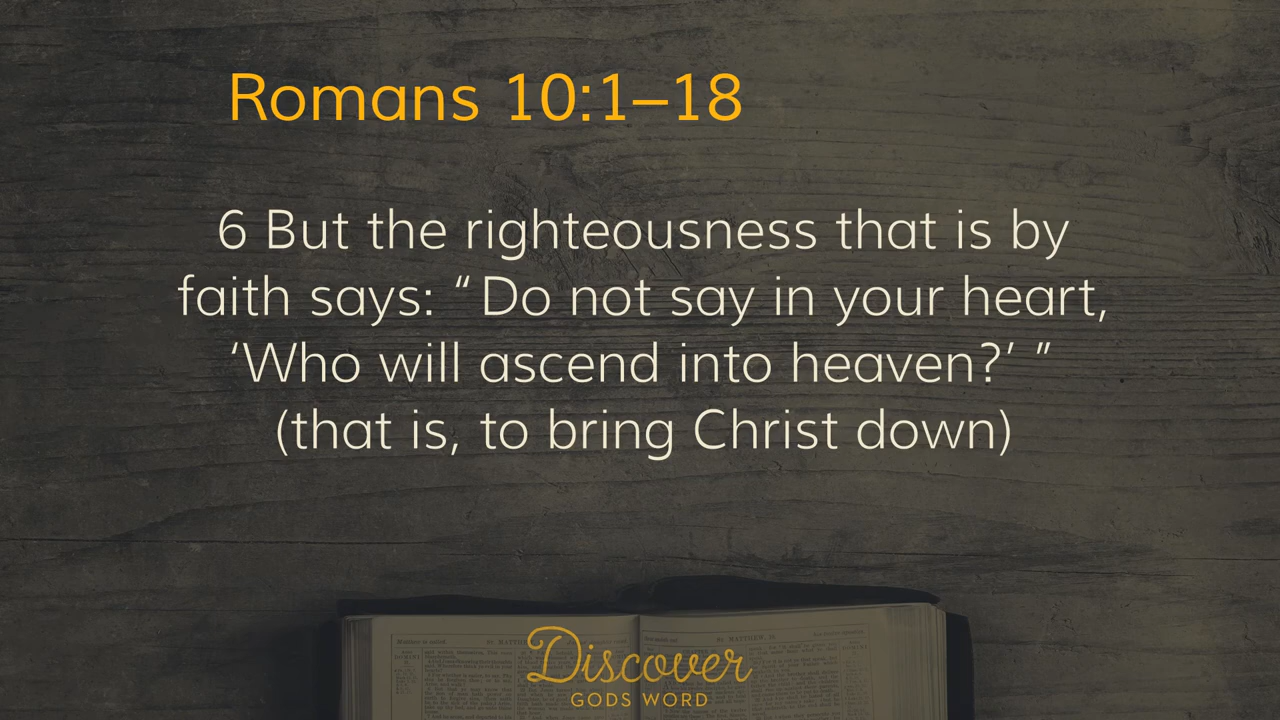 Romans 10:1–18
6 But the righteousness that is by
faith says: “Do not say in your heart,
‘Who will ascend into heaven?’ ”
(that is, to bring Christ down)
Discover
GODS WORD